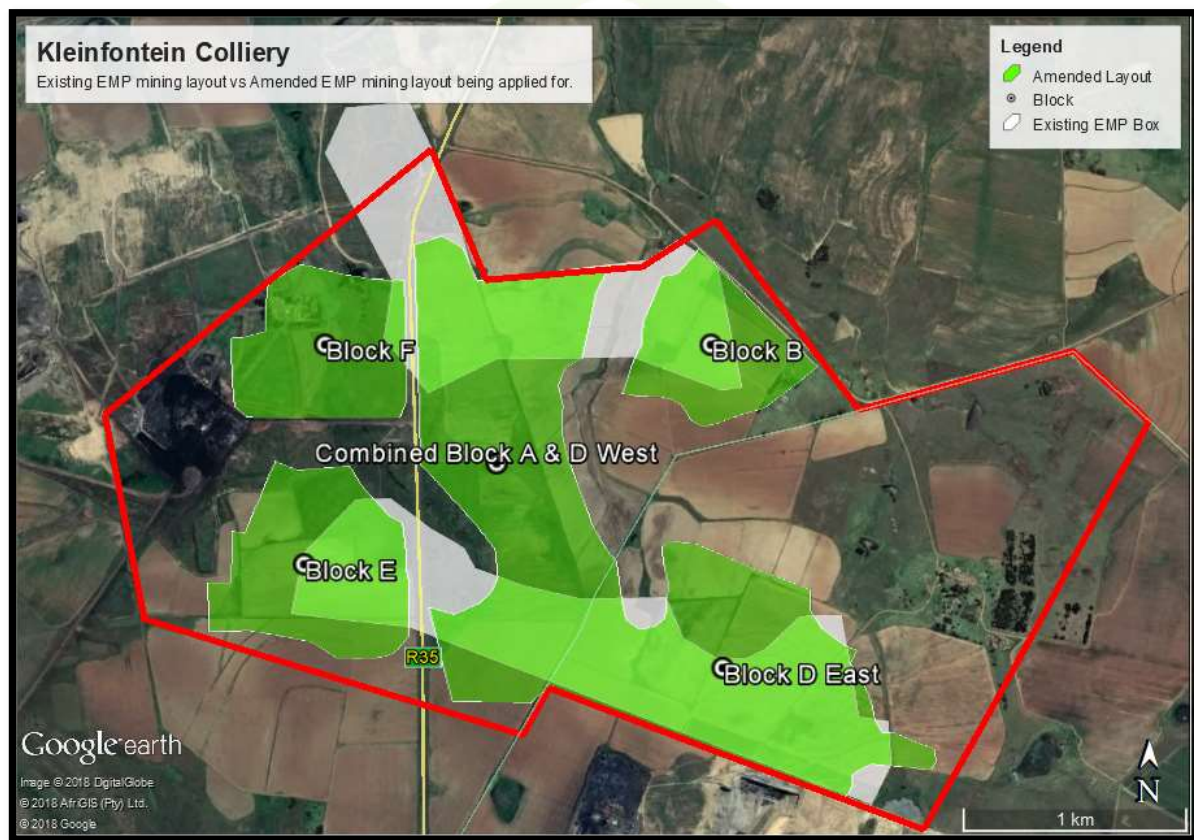 Kleinfontein Colliery
Existing EMP mining layout vs Amended EMP mining layout being applied for.
Legend
Amended Layout
Block
Existing EMP Box
Block F
Block B
Combined Block A & D West
Block E
R35
Block D East
Google earth
Image © 2018 DigitalGlobe
© 2018 AfriGIS (Pty) Ltd.
© 2018 Google
N
1 km